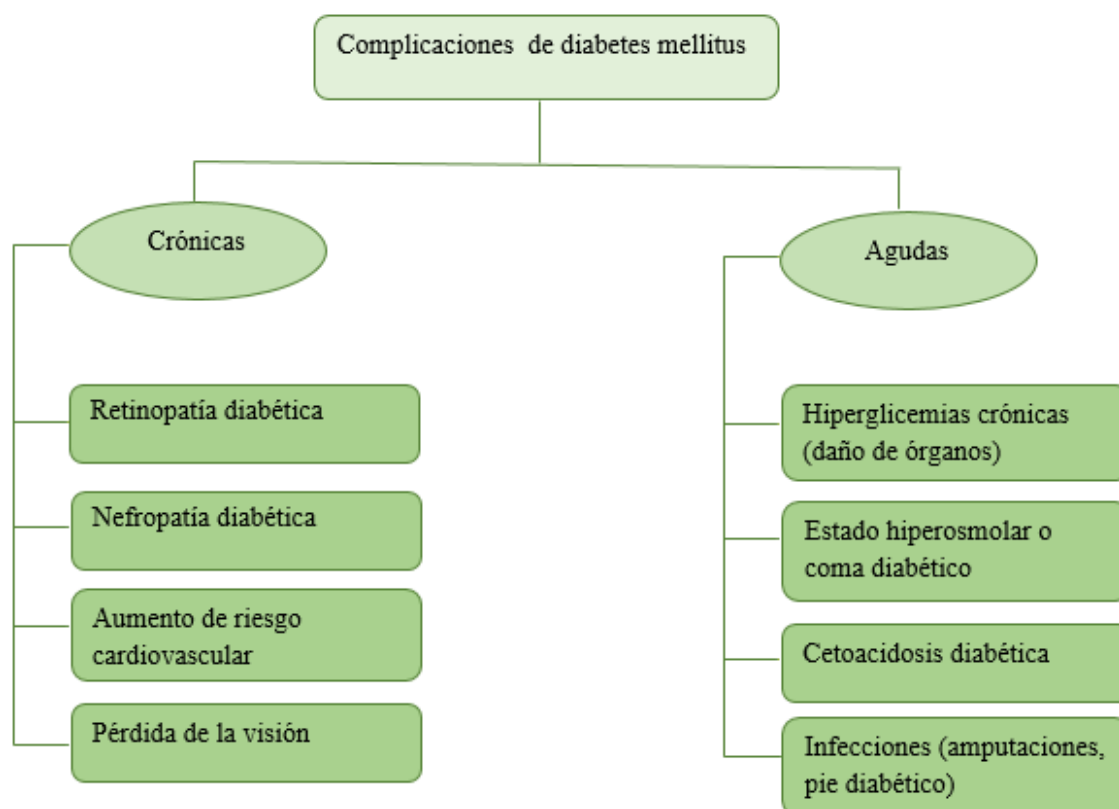 Complicaciones de diabetes mellitus
Crónicas
Retinopatía diabética
Nefropatía diabética
Aumento de riesgo
cardiovascular
Pérdida de la visión
Agudas
Hiperglicemias crónicas
(daño de órganos)
Estado hiperosmolar o
coma diabético
Cetoacidosis diabética
Infecciones (amputaciones,
pie diabético)